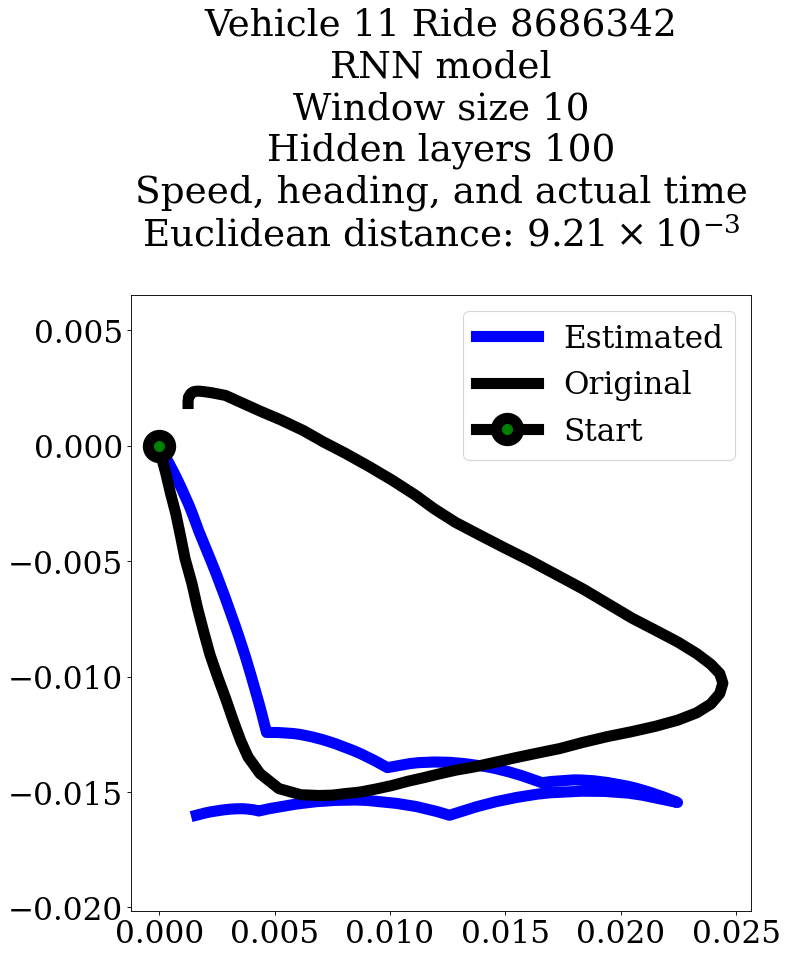 Vehicle 11 Ride 8686342
RNN model
Window size 10
Hidden layers 100
Speed, heading, and actual time
Euclidean distance: 9.21 × 10⁻³
Estimated
Original
Start
0.005
0.000
−0.005
−0.010
−0.015
−0.020
0.000 0.005 0.010 0.015 0.020 0.025